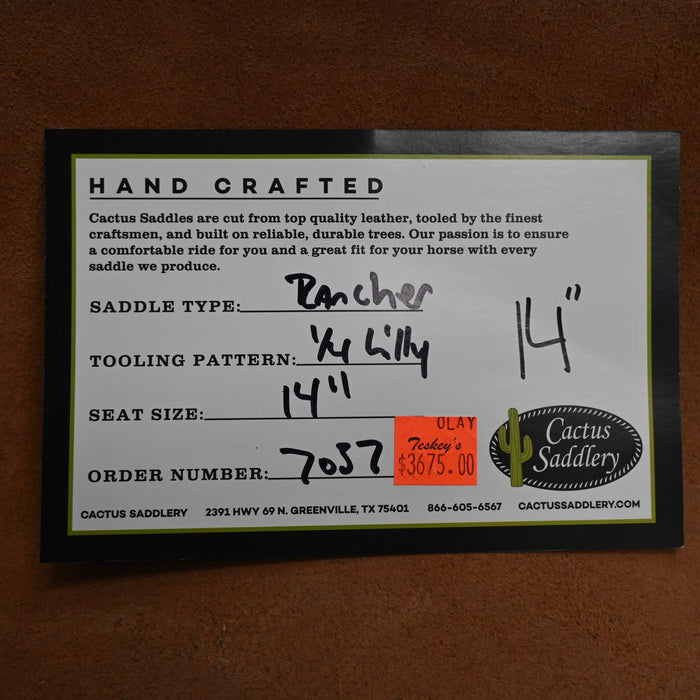 HAND CRAFTED
Cactus Saddles are cut from top quality leather, tooled by the finest
craftsmen, and built on reliable, durable trees. Our passion is to ensure
a comfortable ride for you and a great fit for your horse with every
saddle we produce.
SADDLE TYPE: Rancher
14"
TOOLING PATTERN: 1/4 Lilly
SEAT SIZE: 14"
ORDER NUMBER: 7057
OLAY
Teskey's
$3675.00
Cactus
Saddlery
CACTUS SADDLERY 2391 HWY 69 N. GREENVILLE, TX 75401 866-605-6567 CACTUSSADDLERY.COM